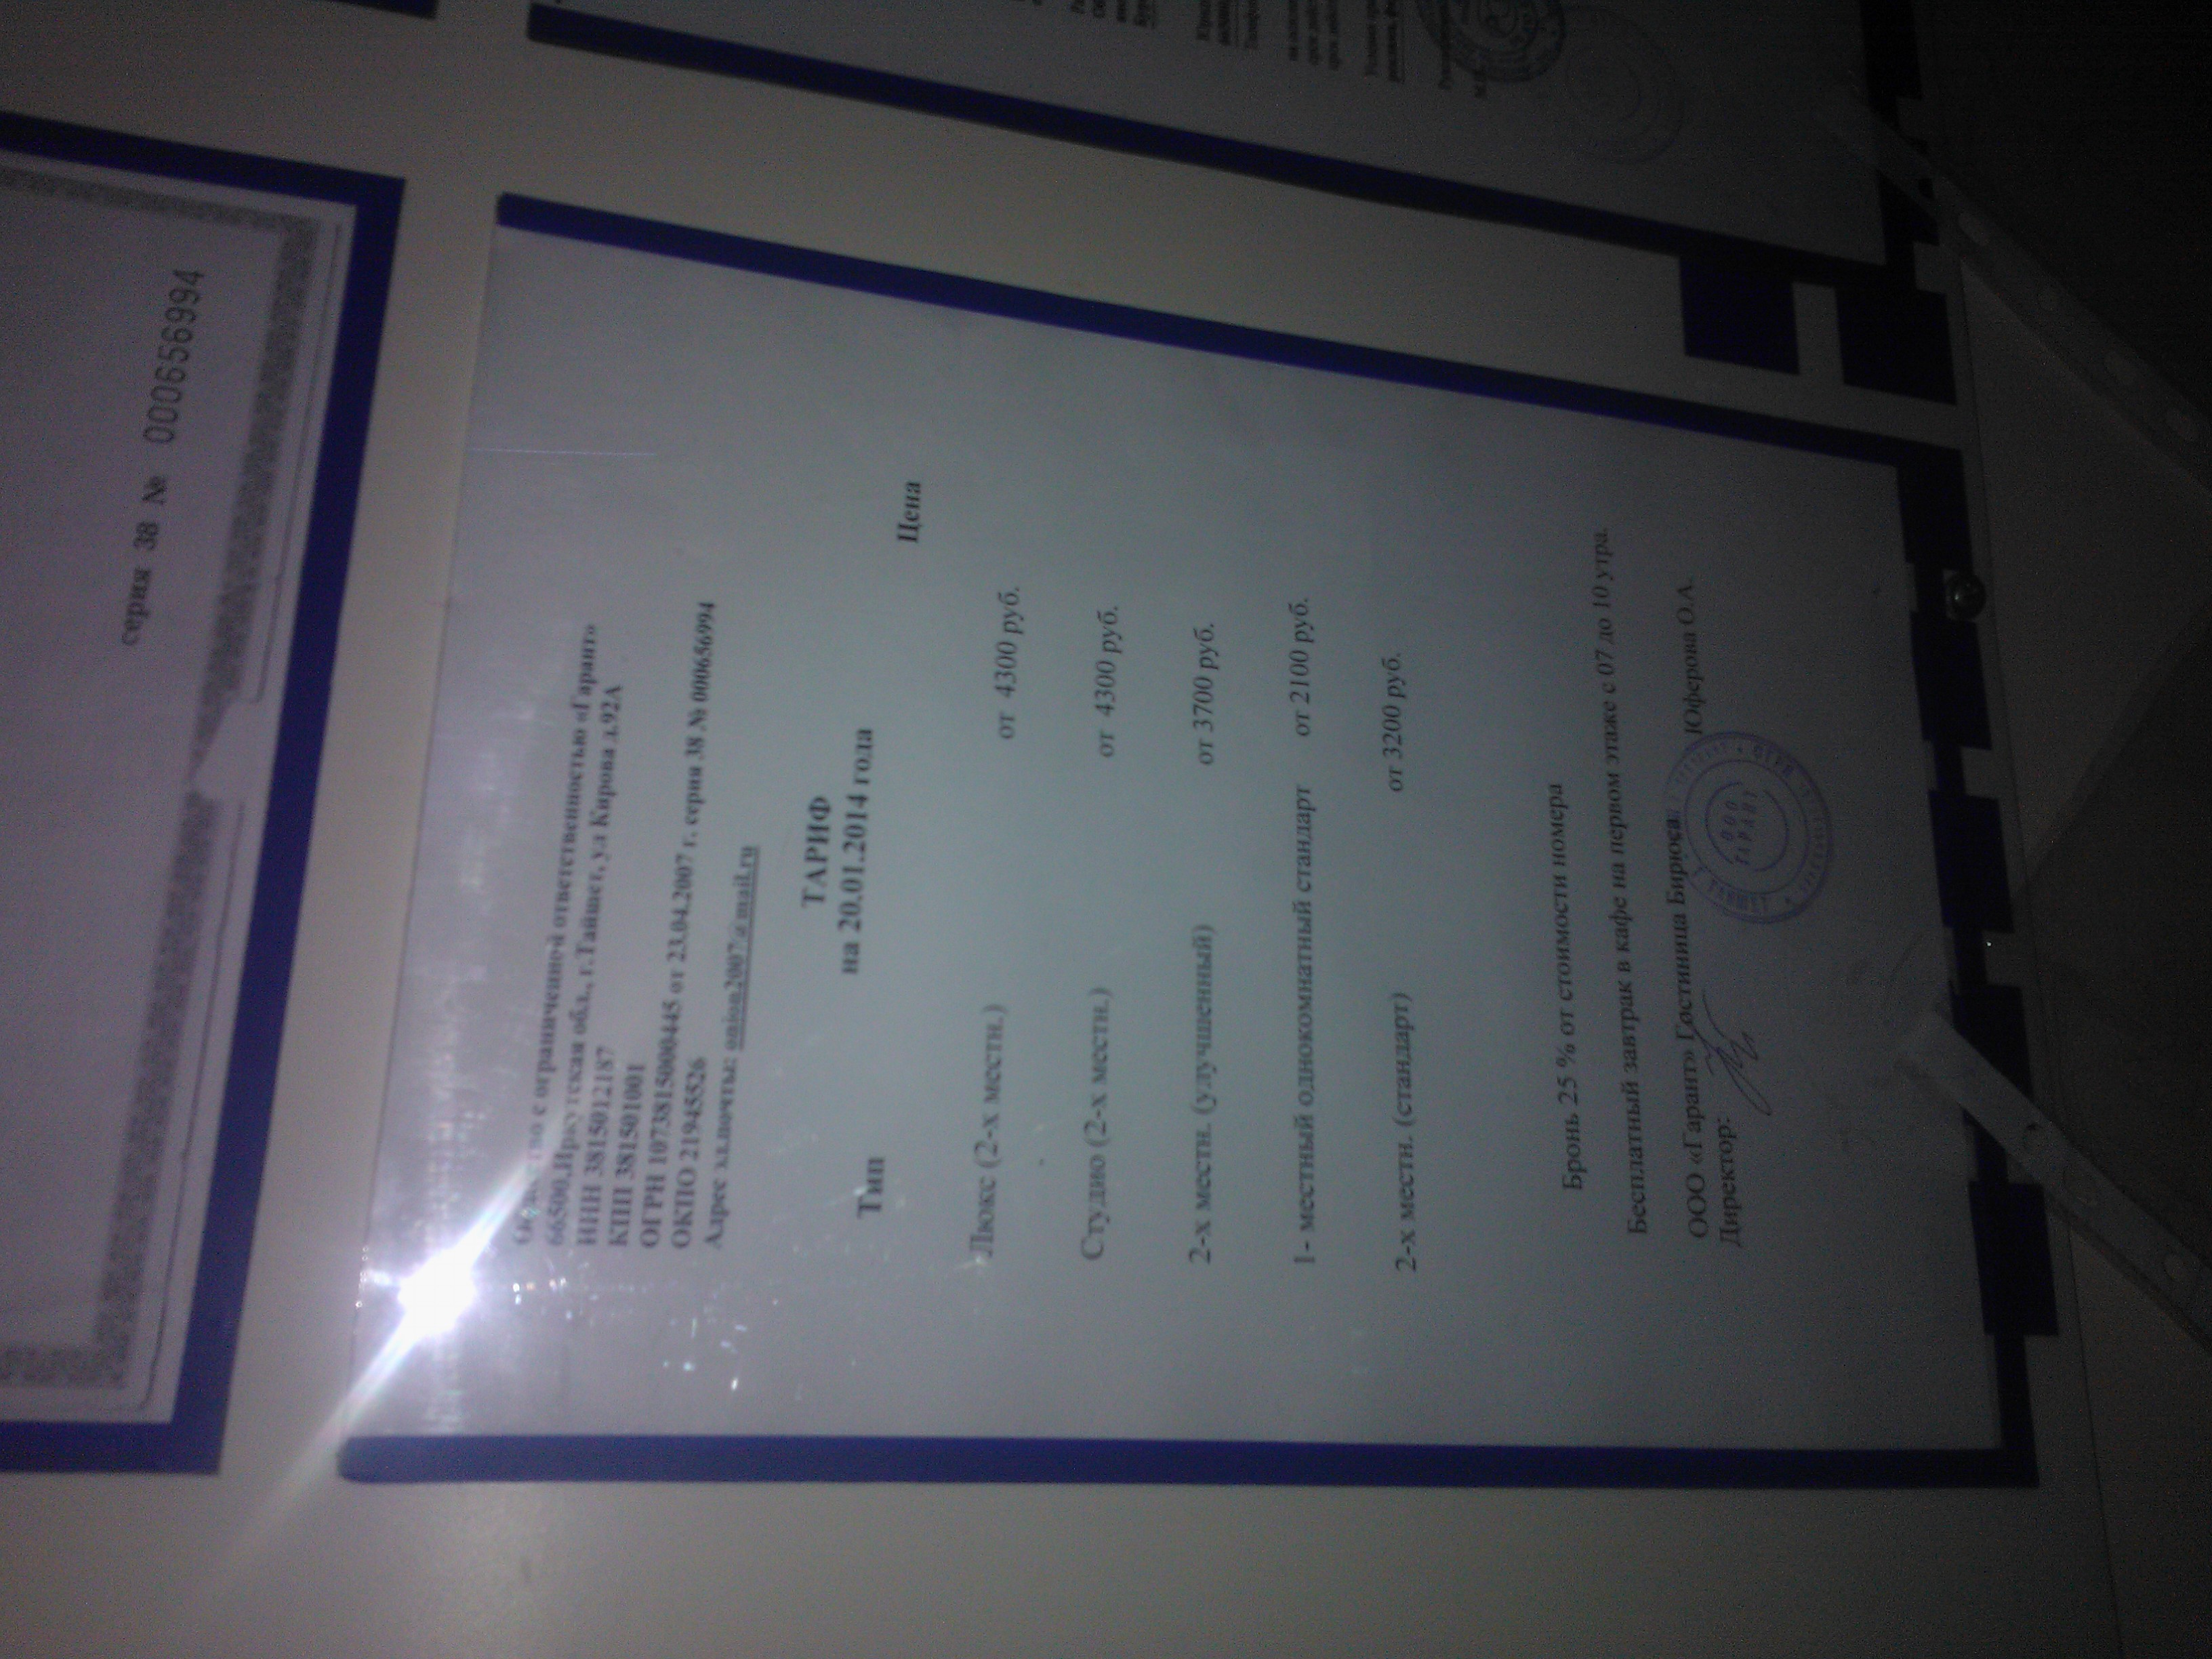 серия 38 № 000656994
Общество с ограниченной ответственностью «Гарант»
66500,Иркутская обл., г.Тайшет, ул Кирова д.92А
ИНН 3815012187
КПП 381501001
ОГРН 1073815000445 от 23.04.2007 г. серия 38 № 000656994
ОКПО 21945526
Адрес эл.почты: onion2007@mail.ru
ТАРИФ
на 20.01.2014 года
Тип
Цена
Люкс (2-х местн.) от 4300 руб.
Студио (2-х местн.) от 4300 руб.
2-х местн. (улучшенный) от 3700 руб.
1- местный однокомнатный стандарт от 2100 руб.
2-х местн. (стандарт) от 3200 руб.
Бронь 25 % от стоимости номера
Бесплатный завтрак в кафе на первом этаже с 07 до 10 утра.
ООО «Гарант» Гостиница Бирюса Юферова О.А.
Директор:
ООО
ГАРАНТ